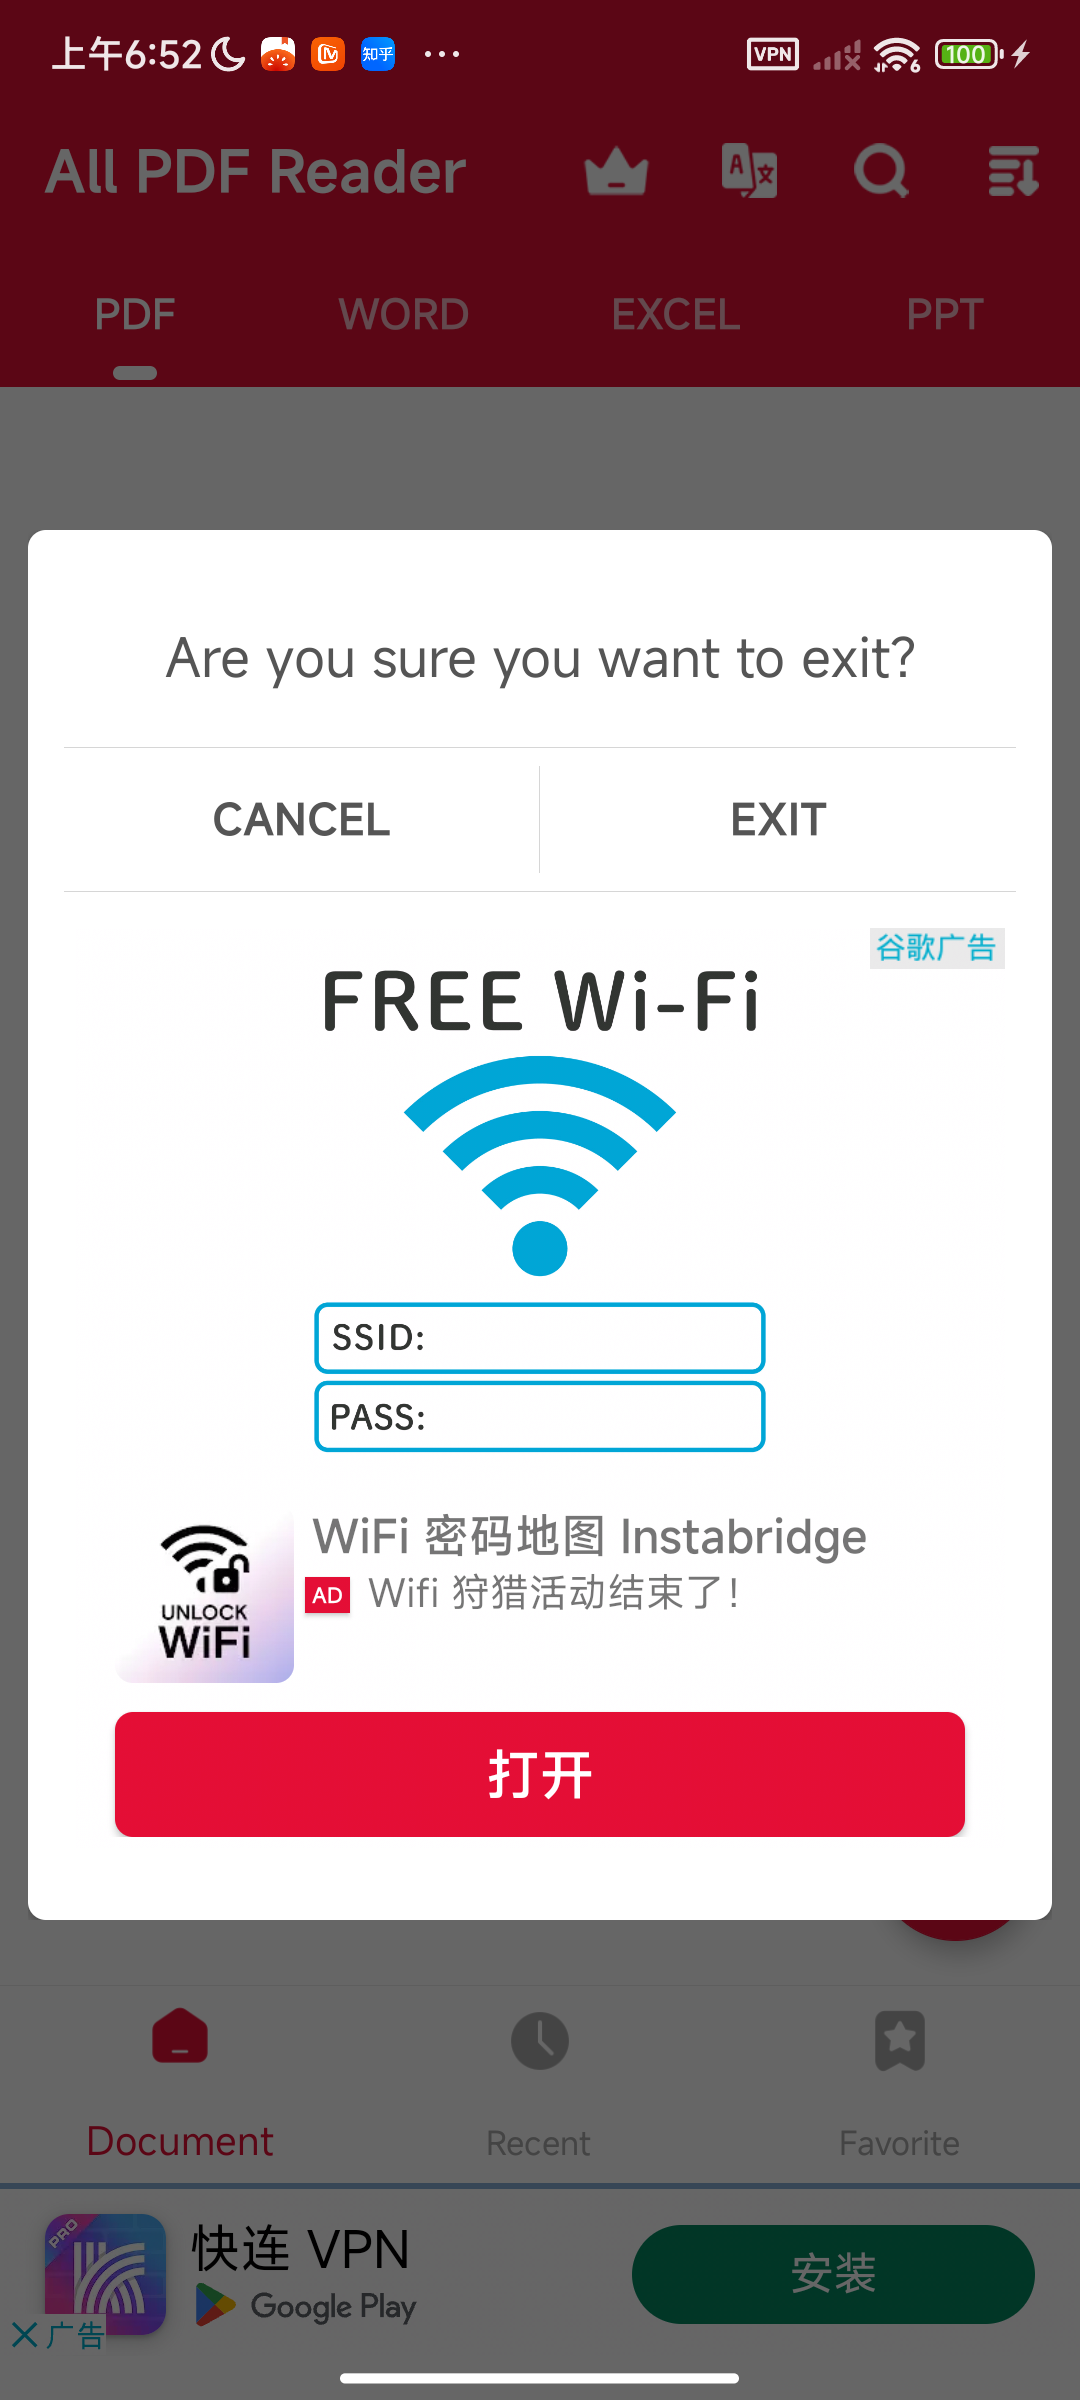 上午6:52
知乎
VPN
6
100
All PDF Reader
PDF
WORD
EXCEL
PPT
Are you sure you want to exit?
CANCEL
EXIT
谷歌广告
FREE Wi-Fi
SSID:
PASS:
UNLOCK
WiFi
WiFi 密码地图 Instabridge
AD
Wifi 狩猎活动结束了!
打开
Document
Recent
Favorite
PRO
快连 VPN
Google Play
安装
广告